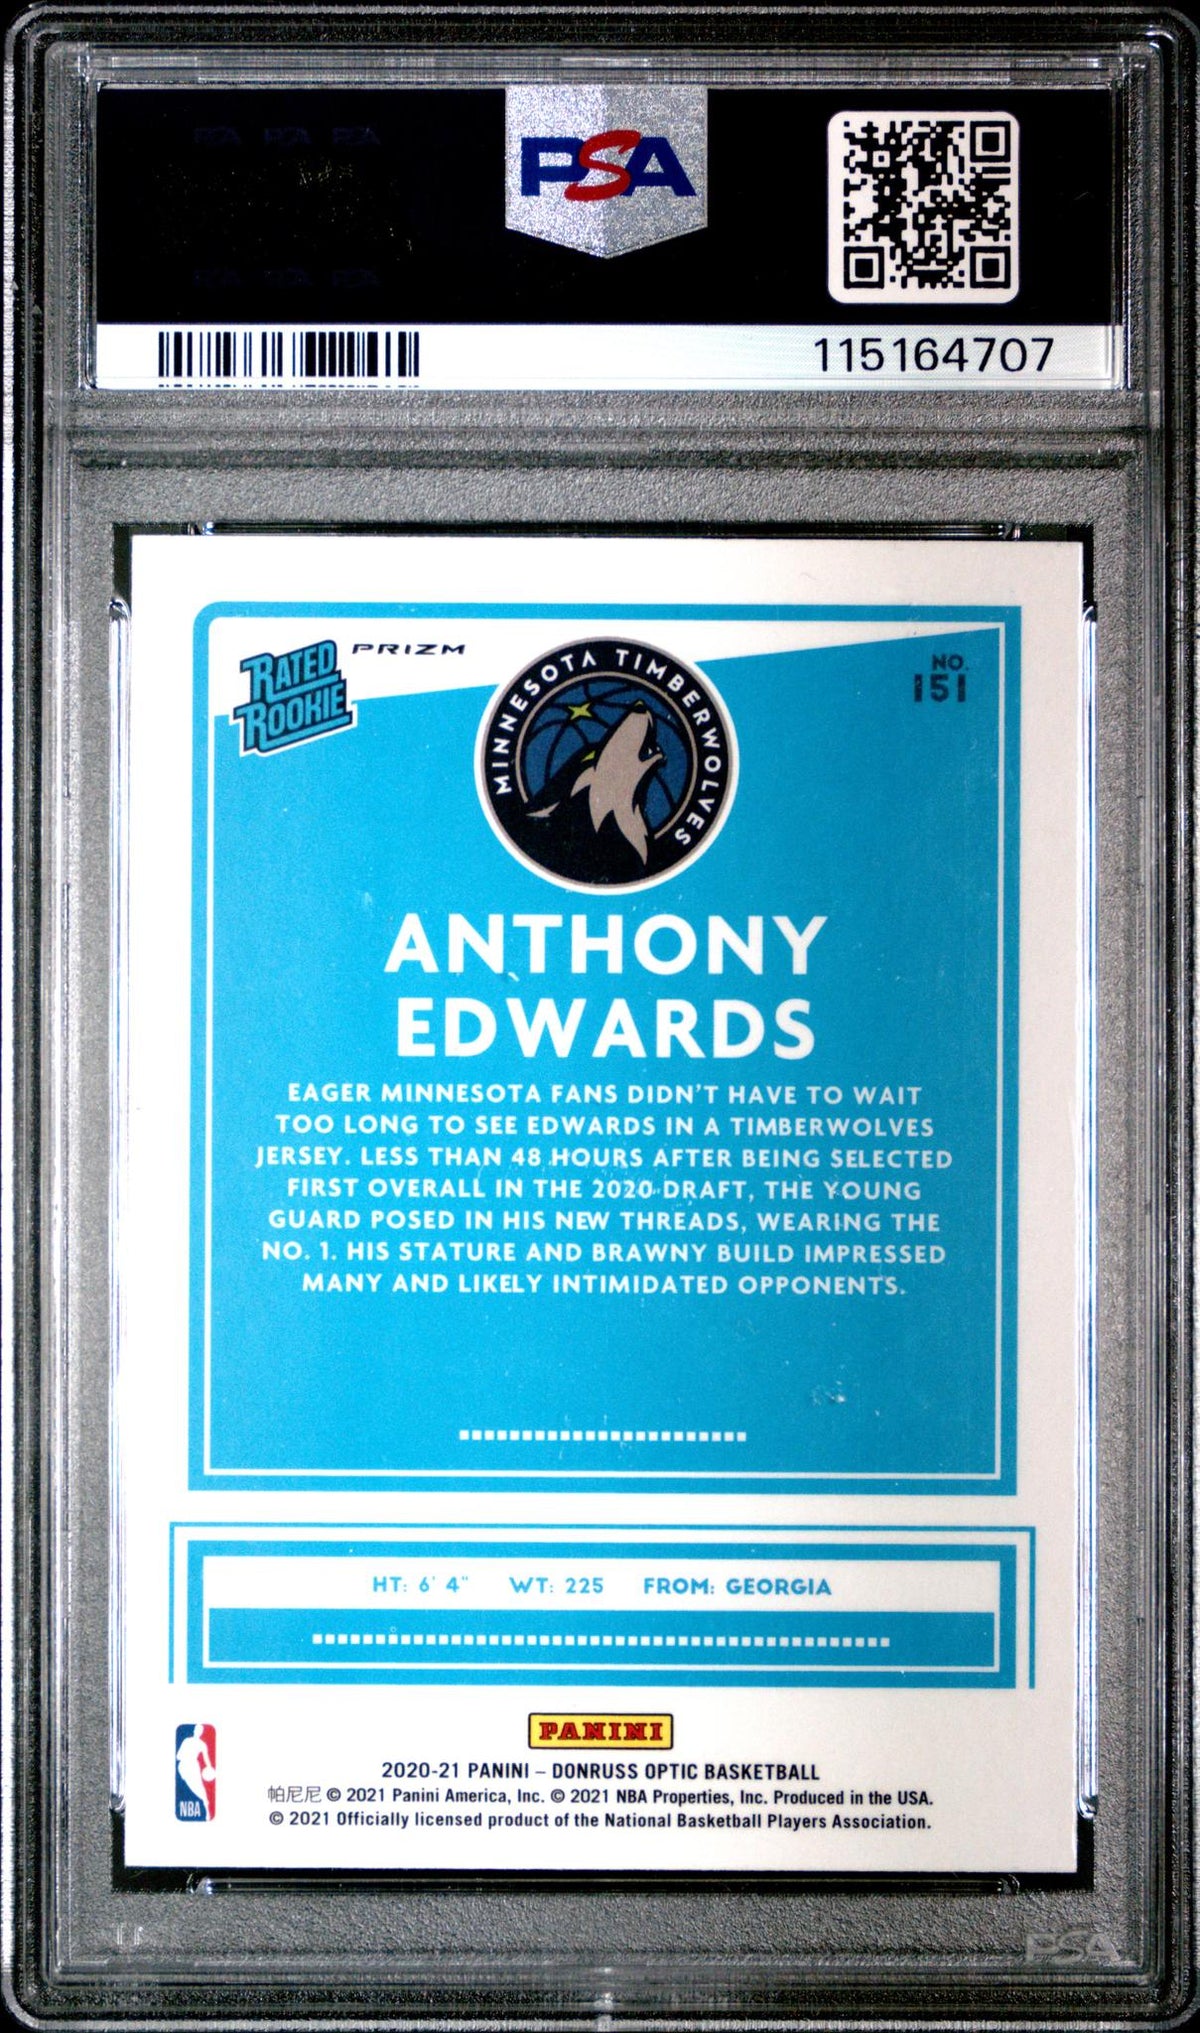 PSA
115164707
RATED
ROOKIE
PRIZM
MINNESOTA TIMBERWOLVES
NO.
151
ANTHONY
EDWARDS
EAGER MINNESOTA FANS DIDN'T HAVE TO WAIT
TOO LONG TO SEE EDWARDS IN A TIMBERWOLVES
JERSEY. LESS THAN 48 HOURS AFTER BEING SELECTED
FIRST OVERALL IN THE 2020 DRAFT, THE YOUNG
GUARD POSED IN HIS NEW THREADS, WEARING THE
NO. 1. HIS STATURE AND BRAWNY BUILD IMPRESSED
MANY AND LIKELY INTIMIDATED OPPONENTS.
HT: 6' 4" WT: 225 FROM: GEORGIA
PANINI
NBA
2020-21 PANINI – DONRUSS OPTIC BASKETBALL
帕尼尼 © 2021 Panini America, Inc. © 2021 NBA Properties, Inc. Produced in the USA.
© 2021 Officially licensed product of the National Basketball Players Association.
PSA